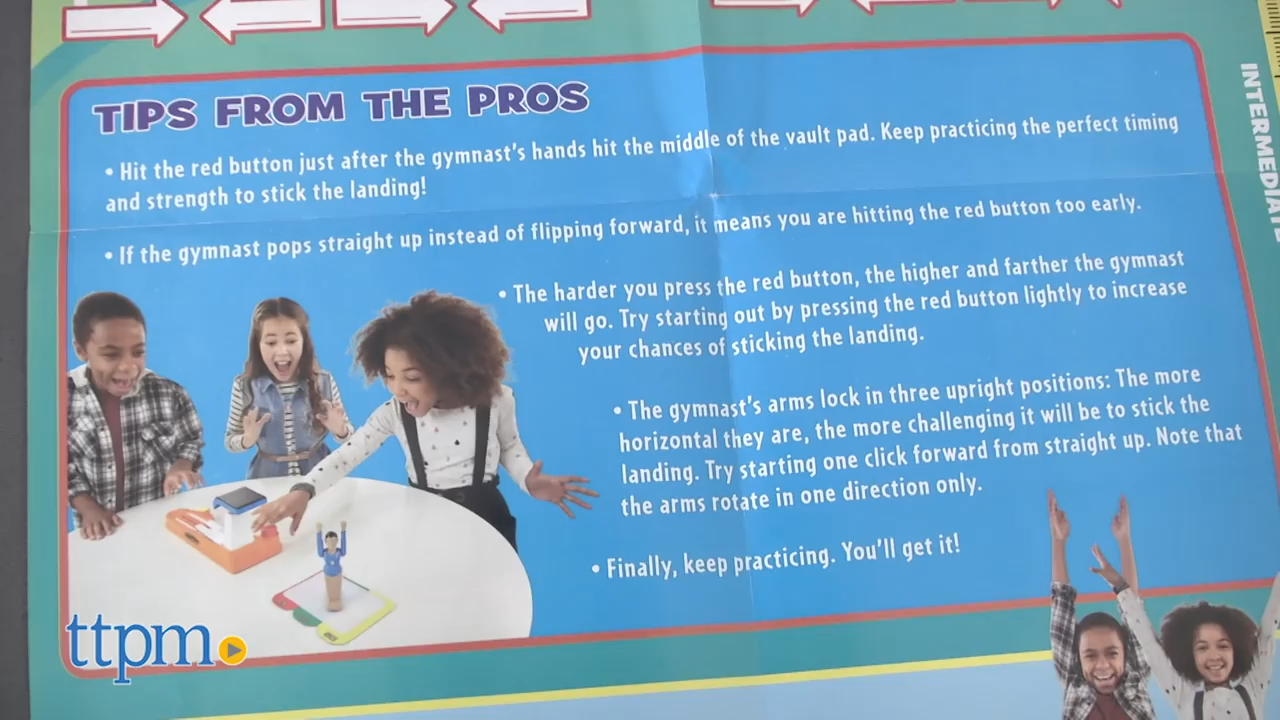 TIPS FROM THE PROS
• Hit the red button just after the gymnast's hands hit the middle of the vault pad. Keep practicing the perfect timing
and strength to stick the landing!
• If the gymnast pops straight up instead of flipping forward, it means you are hitting the red button too early.
• The harder you press the red button, the higher and farther the gymnast
will go. Try starting out by pressing the red button lightly to increase
your chances of sticking the landing.
• The gymnast's arms lock in three upright positions: The more
horizontal they are, the more challenging it will be to stick the
landing. Try starting one click forward from straight up. Note that
the arms rotate in one direction only.
• Finally, keep practicing. You'll get it!
ttpm